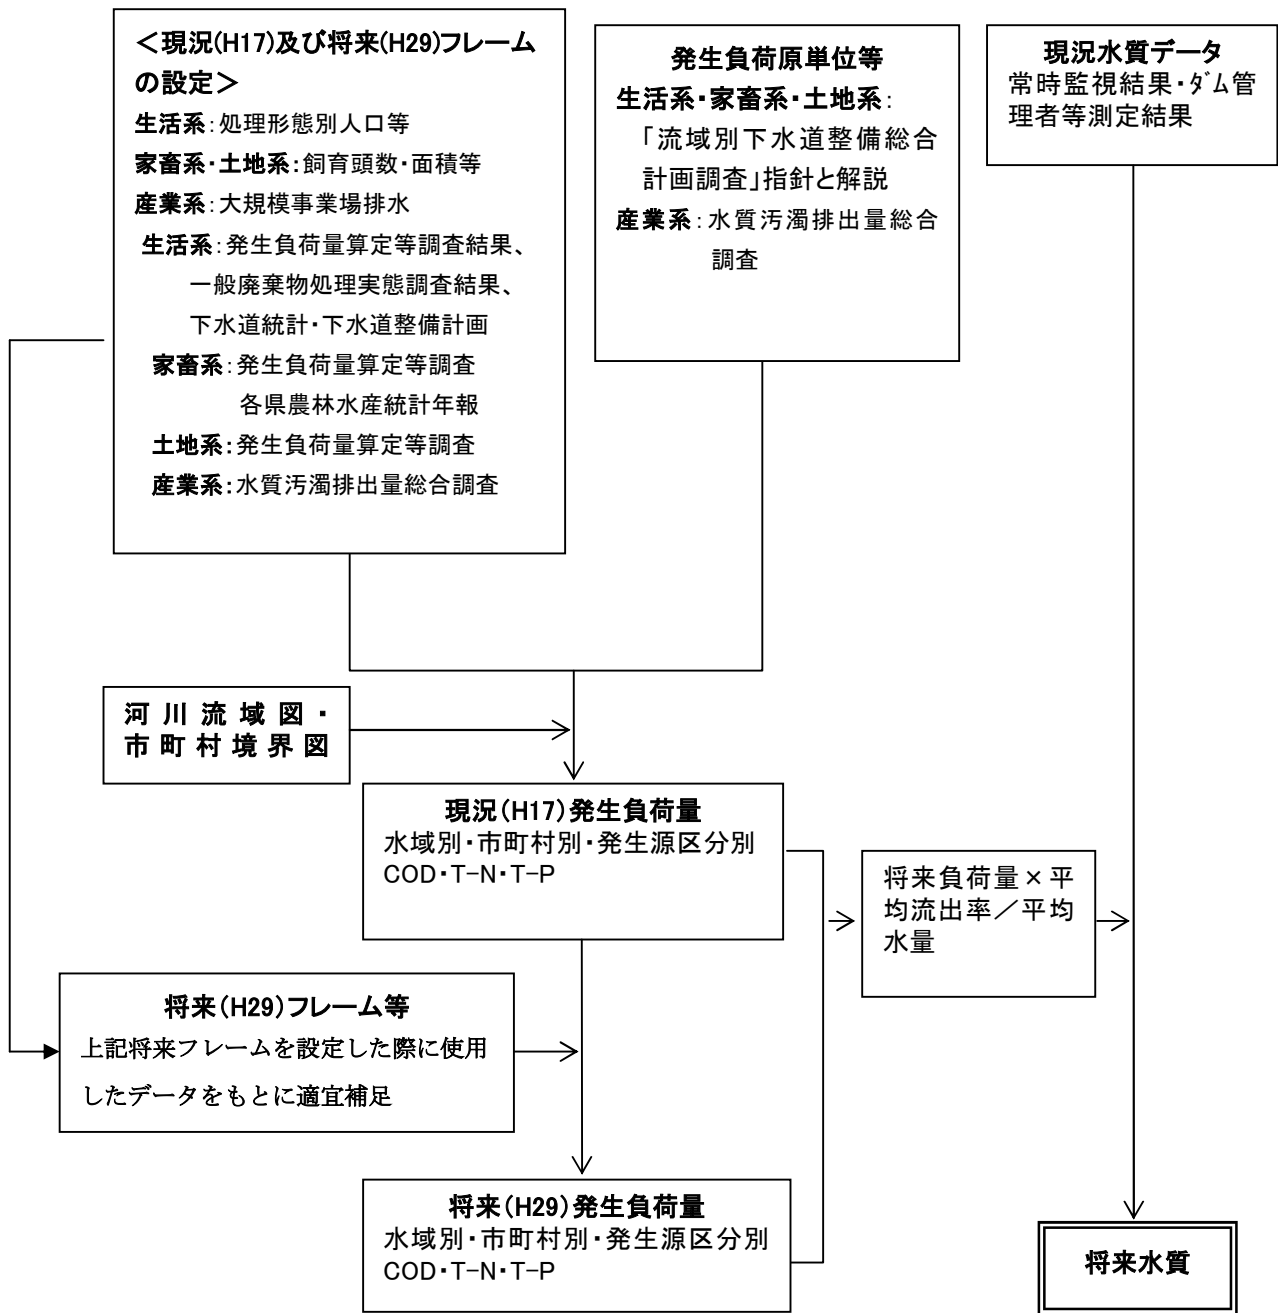 ＜現況(H17)及び将来(H29)フレーム
の設定＞
生活系：処理形態別人口等
家畜系・土地系：飼育頭数・面積等
産業系：大規模事業場排水
生活系：発生負荷量算定等調査結果、
一般廃棄物処理実態調査結果、
下水道統計・下水道整備計画
家畜系：発生負荷量算定等調査
各県農林水産統計年報
土地系：発生負荷量算定等調査
産業系：水質汚濁排出量総合調査
発生負荷原単位等
生活系・家畜系・土地系：
「流域別下水道整備総合
計画調査」指針と解説
産業系：水質汚濁排出量総合
調査
現況水質データ
常時監視結果・ﾀﾞﾑ管
理者等測定結果
河川流域図・
市町村境界図
現況(H17)発生負荷量
水域別・市町村別・発生源区分別
COD・T-N・T-P
将来負荷量×平
均流出率／平均
水量
将来(H29)フレーム等
上記将来フレームを設定した際に使用
したデータをもとに適宜補足
将来(H29)発生負荷量
水域別・市町村別・発生源区分別
COD・T-N・T-P
将来水質